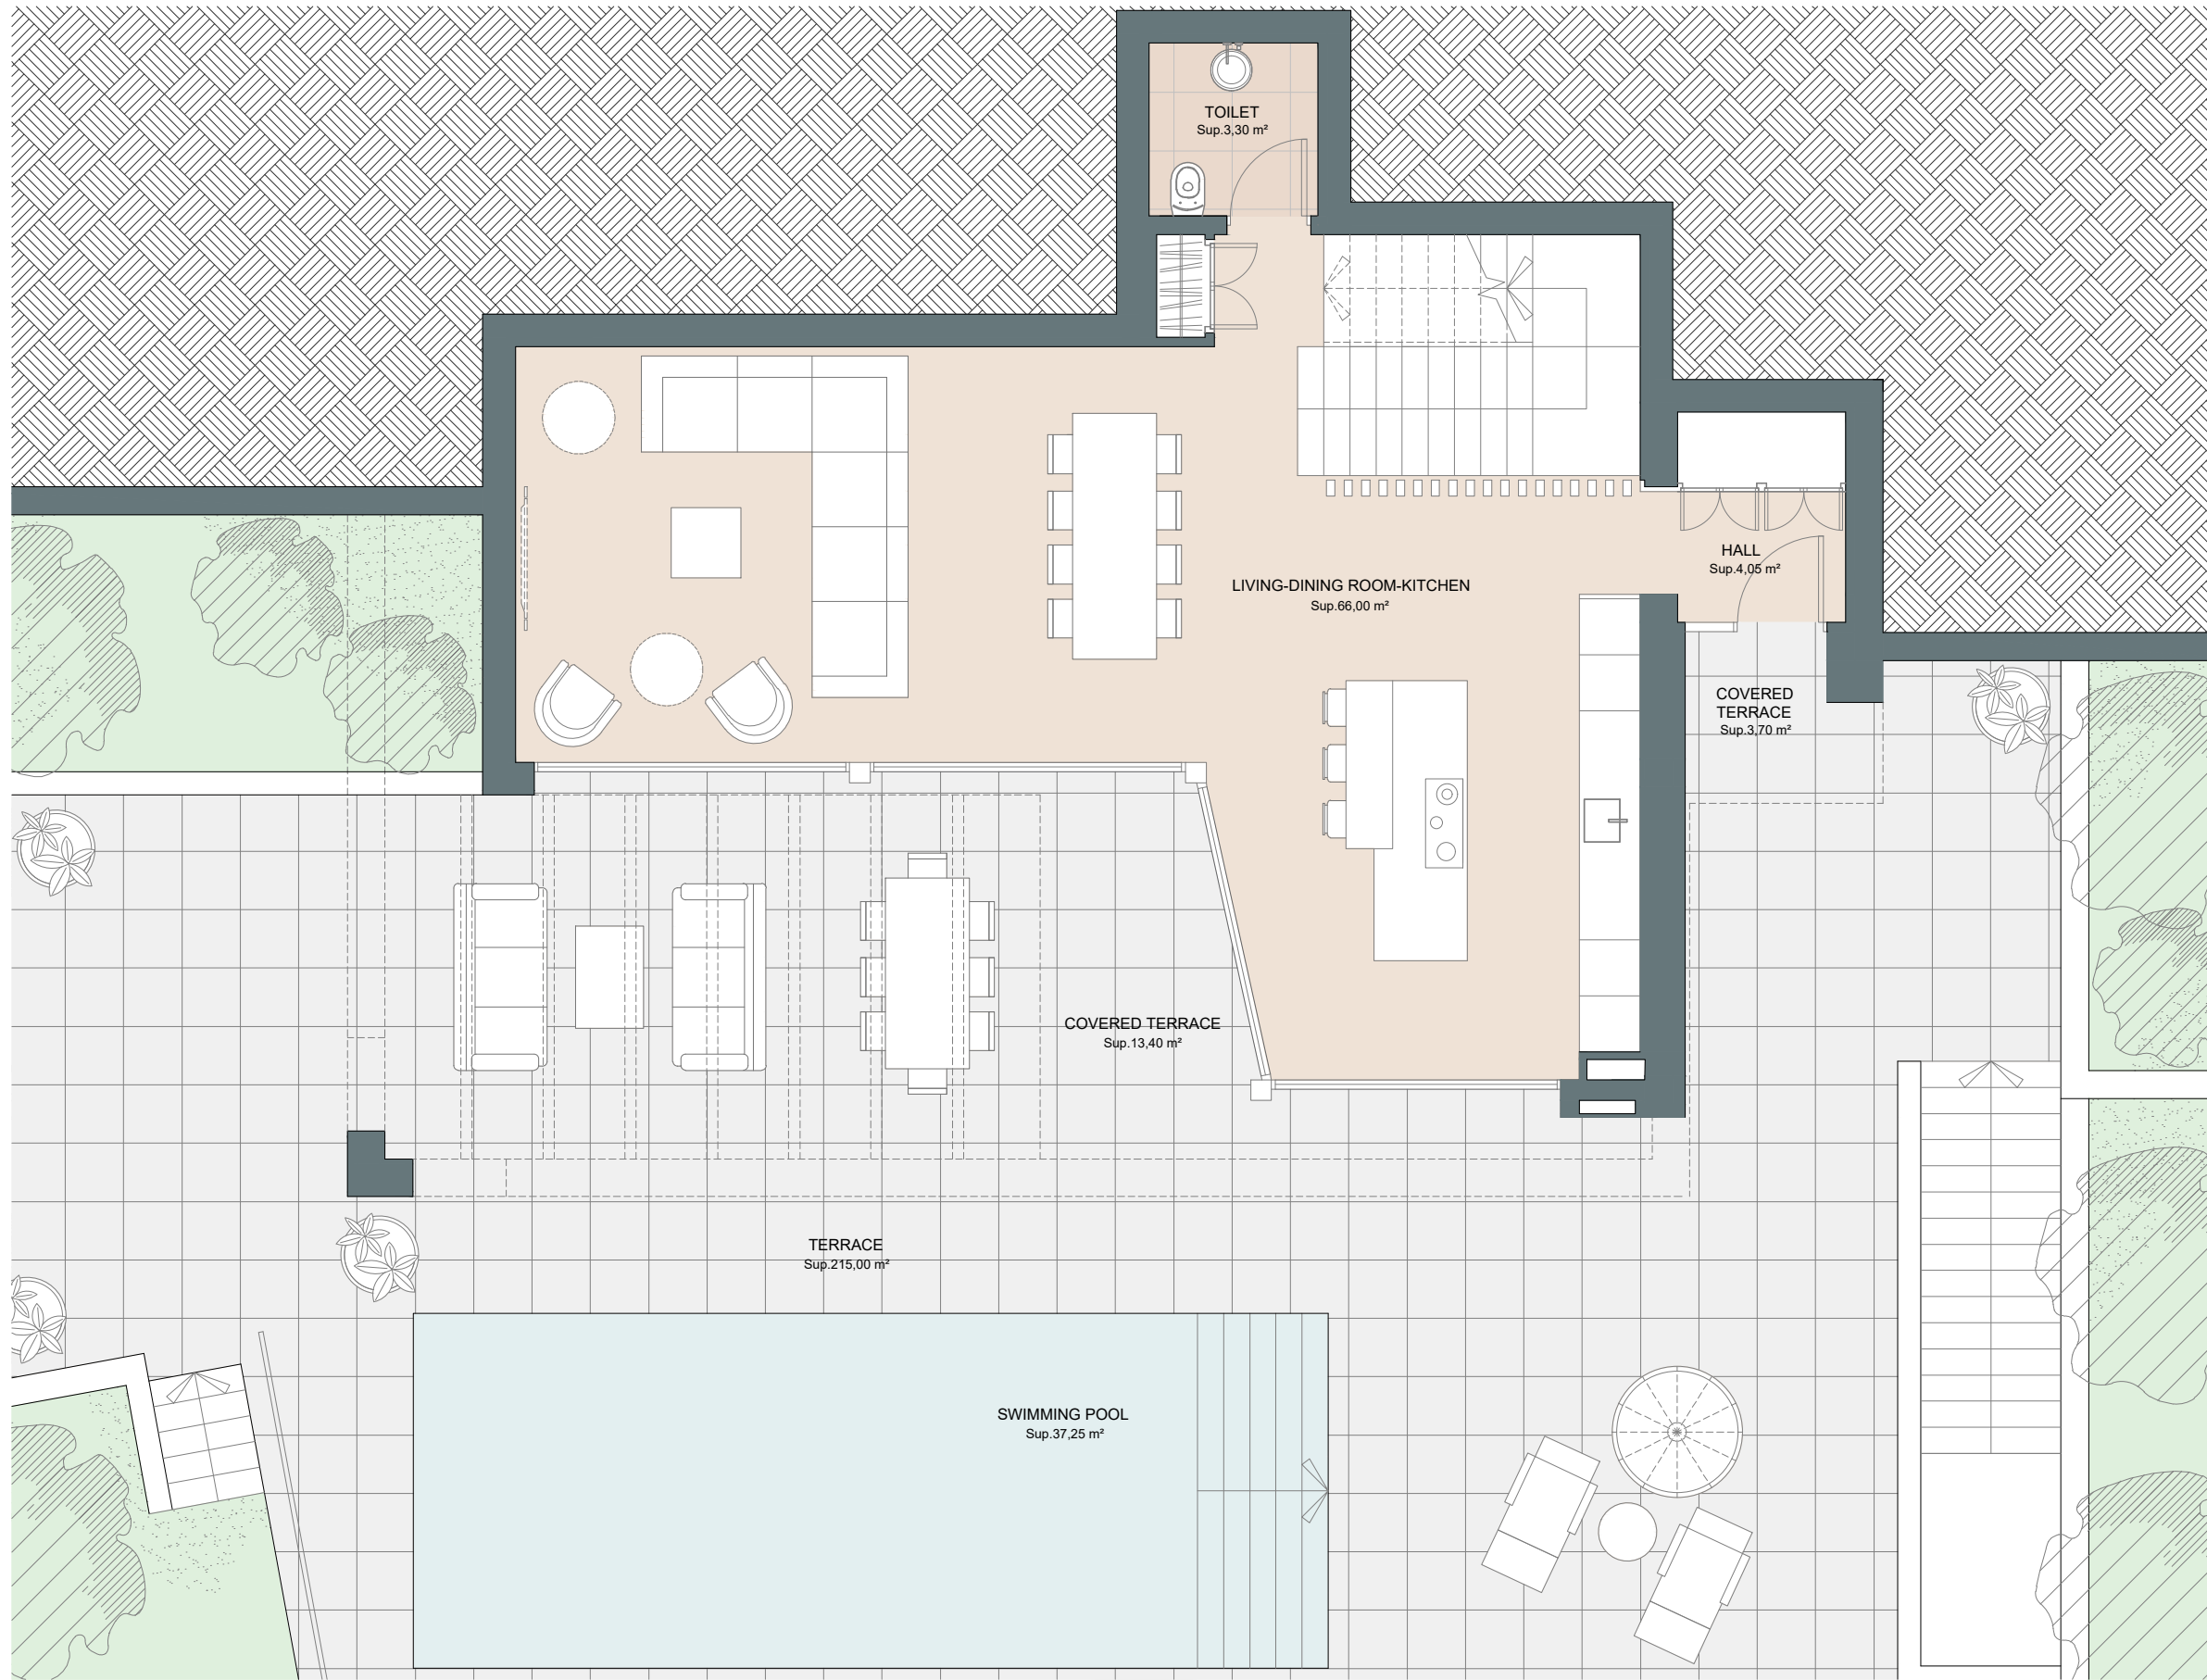 TOILET
Sup.3,30 m²
HALL
Sup.4,05 m²
LIVING-DINING ROOM-KITCHEN
Sup.66,00 m²
COVERED
TERRACE
Sup.3,70 m²
COVERED TERRACE
Sup.13,40 m²
TERRACE
Sup.215,00 m²
SWIMMING POOL
Sup.37,25 m²